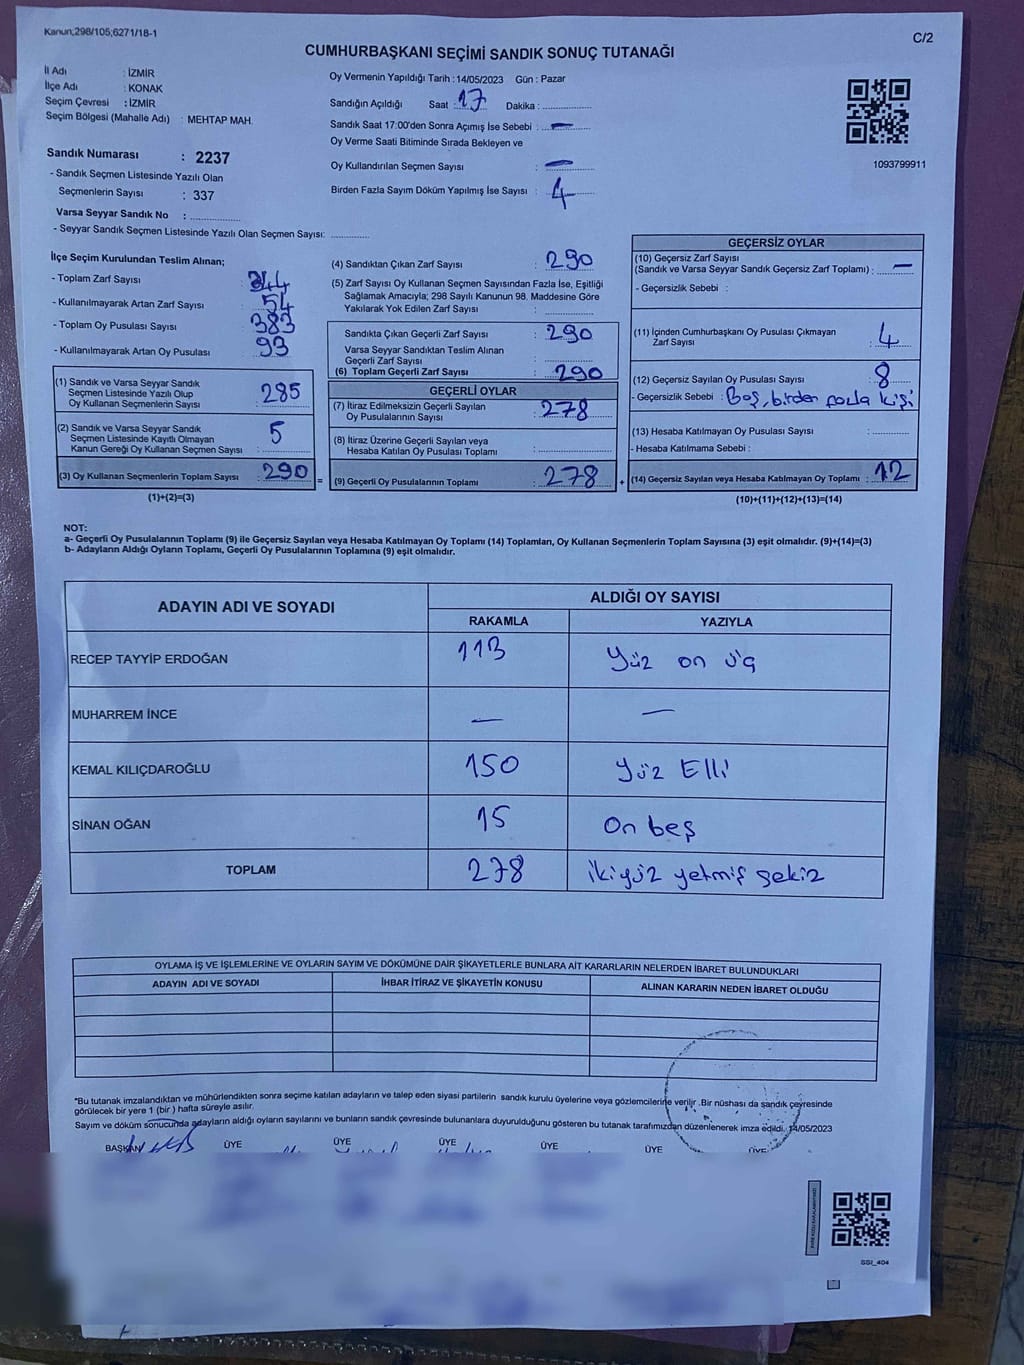 Kanun;298/105;6271/18-1
C/2
CUMHURBAŞKANI SEÇİMİ SANDIK SONUÇ TUTANAĞI
İl Adı : İZMİR
İlçe Adı : KONAK
Seçim Çevresi : İZMİR
Seçim Bölgesi (Mahalle Adı) : MEHTAP MAH.
Sandık Numarası : 2237
- Sandık Seçmen Listesinde Yazılı Olan
Seçmenlerin Sayısı : 337
Varsa Seyyar Sandık No : ............
- Seyyar Sandık Seçmen Listesinde Yazılı Olan Seçmen Sayısı: ............
Oy Vermenin Yapıldığı Tarih : 14/05/2023 Gün : Pazar
Sandığın Açıldığı Saat : 17 Dakika : ............
Sandık Saat 17:00'den Sonra Açımış İse Sebebi : —
Oy Verme Saati Bitiminde Sırada Bekleyen ve
Oy Kullandırılan Seçmen Sayısı : —
Birden Fazla Sayım Döküm Yapılmış İse Sayısı : 4
1093799911
İlçe Seçim Kurulundan Teslim Alınan;
- Toplam Zarf Sayısı : 344
- Kullanılmayarak Artan Zarf Sayısı : 54
- Toplam Oy Pusulası Sayısı : 383
- Kullanılmayarak Artan Oy Pusulası : 93
(1) Sandık ve Varsa Seyyar Sandık
Seçmen Listesinde Yazılı Olup
Oy Kullanan Seçmenlerin Sayısı : 285
(2) Sandık ve Varsa Seyyar Sandık
Seçmen Listesinde Kayıtlı Olmayan
Kanun Gereği Oy Kullanan Seçmen Sayısı : 5
(3) Oy Kullanan Seçmenlerin Toplam Sayısı : 290 =
(1)+(2)=(3)
(4) Sandıktan Çıkan Zarf Sayısı : 290
(5) Zarf Sayısı Oy Kullanan Seçmen Sayısından Fazla İse, Eşitliği
Sağlamak Amacıyla; 298 Sayılı Kanunun 98. Maddesine Göre
Yakılarak Yok Edilen Zarf Sayısı : ............
Sandıkta Çıkan Geçerli Zarf Sayısı : 290
Varsa Seyyar Sandıktan Teslim Alınan
Geçerli Zarf Sayısı : ............
(6) Toplam Geçerli Zarf Sayısı : 290
GEÇERLİ OYLAR
(7) İtiraz Edilmeksizin Geçerli Sayılan
Oy Pusulalarının Sayısı : 278
(8) İtiraz Üzerine Geçerli Sayılan veya
Hesaba Katılan Oy Pusulası Toplamı : ............
(9) Geçerli Oy Pusulalarının Toplamı : 278 +
GEÇERSİZ OYLAR
(10) Geçersiz Zarf Sayısı
(Sandık ve Varsa Seyyar Sandık Geçersiz Zarf Toplamı) : —
- Geçersizlik Sebebi :
(11) İçinden Cumhurbaşkanı Oy Pusulası Çıkmayan
Zarf Sayısı : 4
(12) Geçersiz Sayılan Oy Pusulası Sayısı : 8
- Geçersizlik Sebebi : Boş, birden fazla kişi
(13) Hesaba Katılmayan Oy Pusulası Sayısı : ............
- Hesaba Katılmama Sebebi :
(14) Geçersiz Sayılan veya Hesaba Katılmayan Oy Toplamı : 12
(10)+(11)+(12)+(13)=(14)
NOT:
a- Geçerli Oy Pusulalarının Toplamı (9) ile Geçersiz Sayılan veya Hesaba Katılmayan Oy Toplamı (14) Toplamları, Oy Kullanan Seçmenlerin Toplam Sayısına (3) eşit olmalıdır. (9)+(14)=(3)
b- Adayların Aldığı Oyların Toplamı, Geçerli Oy Pusulalarının Toplamına (9) eşit olmalıdır.
ADAYIN ADI VE SOYADI ALDIĞI OY SAYISI
RAKAMLA YAZIYLA
RECEP TAYYİP ERDOĞAN 113 Yüz on üç
MUHARREM İNCE — —
KEMAL KILIÇDAROĞLU 150 Yüz Elli
SİNAN OĞAN 15 On beş
TOPLAM 278 ikiyüz yetmiş sekiz
OYLAMA İŞ VE İŞLEMLERİNE VE OYLARIN SAYIM VE DÖKÜMÜNE DAİR ŞİKAYETLERLE BUNLARA AİT KARARLARIN NELERDEN İBARET BULUNDUKLARI
ADAYIN ADI VE SOYADI İHBAR İTİRAZ VE ŞİKAYETİN KONUSU ALINAN KARARIN NEDEN İBARET OLDUĞU
*Bu tutanak imzalandıktan ve mühürlendikten sonra seçime katılan adayların ve talep eden siyasi partilerin sandık kurulu üyelerine veya gözlemcilerine verilir .Bir nüshası da sandık çevresinde
görülecek bir yere 1 (bir ) hafta süreyle asılır.
Sayım ve döküm sonucunda adayların aldığı oyların sayılarını ve bunların sandık çevresinde bulunanlara duyurulduğunu gösteren bu tutanak tarafımızdan düzenlenerek imza edildi. 14/05/2023
BAŞKAN ÜYE ÜYE ÜYE ÜYE ÜYE ÜYE
SSI_404